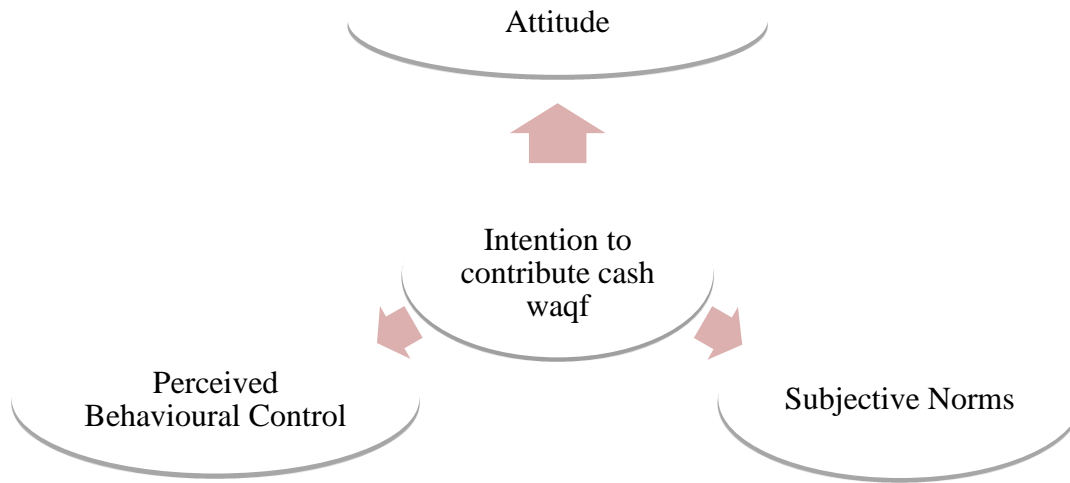 Attitude
Intention to
contribute cash
waqf
Perceived
Behavioural Control
Subjective Norms